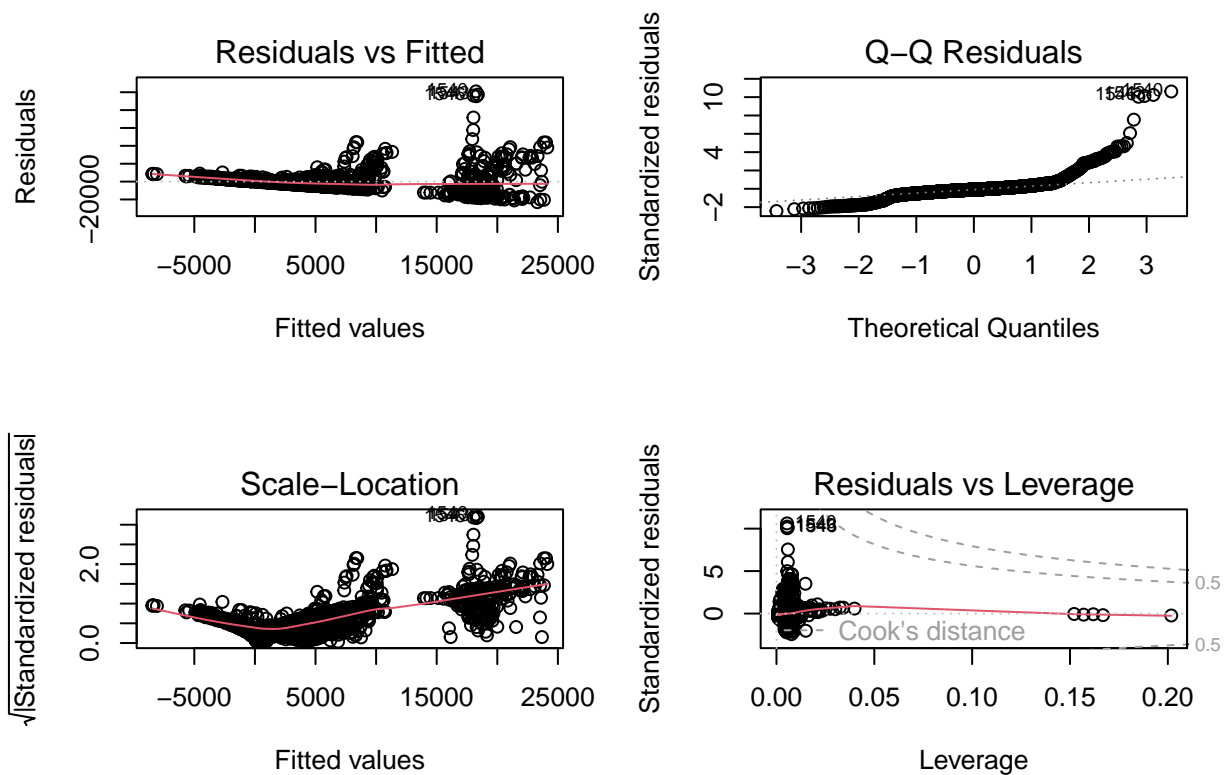 Residuals vs Fitted
Residuals
−20000
−5000 5000 15000 25000
Fitted values
Q−Q Residuals
Standardized residuals
−2 4 10
1540
−3 −2 −1 0 1 2 3
Theoretical Quantiles
Scale−Location
√|Standardized residuals|
0.0 2.0
−5000 5000 15000 25000
Fitted values
Residuals vs Leverage
Standardized residuals
0 5
0.5
0.5
Cook's distance
0.00 0.05 0.10 0.15 0.20
Leverage